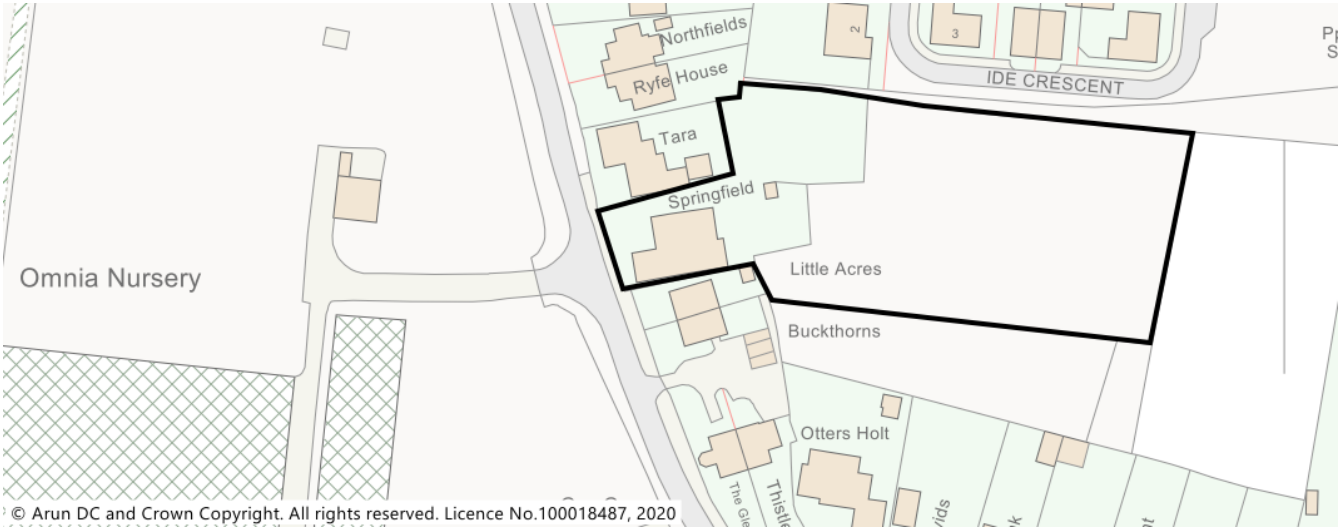 Northfields
2
3
Ryfe House
IDE CRESCENT
Tara
Springfield
Omnia Nursery
Little Acres
Buckthorns
Otters Holt
© Arun DC and Crown Copyright. All rights reserved. Licence No.100018487, 2020